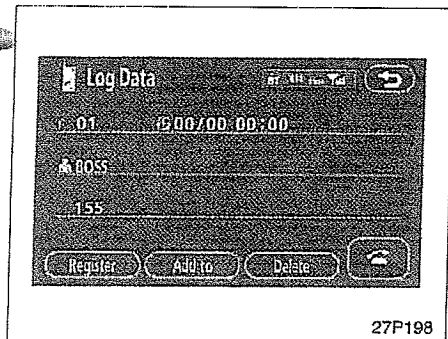 Log Data
01 00/00 00:00
BOSS
155
Register Add to Delete
27P198